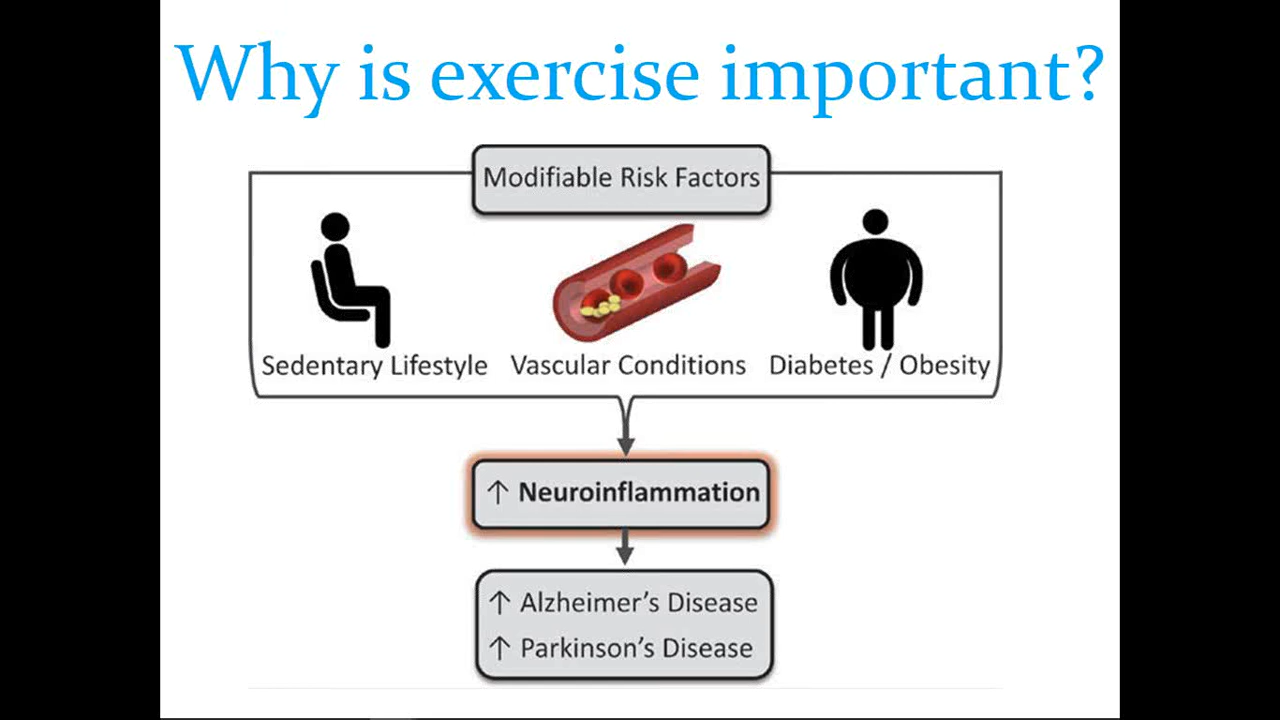 Why is exercise important?
Modifiable Risk Factors
Sedentary Lifestyle
Vascular Conditions
Diabetes / Obesity
↑ Neuroinflammation
↑ Alzheimer’s Disease
↑ Parkinson’s Disease